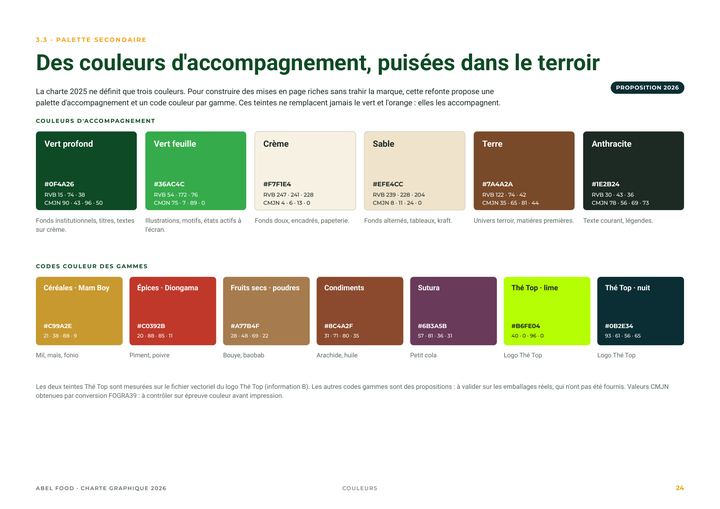 3.3 · PALETTE SECONDAIRE
Des couleurs d'accompagnement, puisées dans le terroir
PROPOSITION 2026
La charte 2025 ne définit que trois couleurs. Pour construire des mises en page riches sans trahir la marque, cette refonte propose une
palette d'accompagnement et un code couleur par gamme. Ces teintes ne remplacent jamais le vert et l'orange : elles les accompagnent.
COULEURS D'ACCOMPAGNEMENT
Vert profond
#0F4A26
RVB 15 · 74 · 38
CMJN 90 · 43 · 96 · 50
Fonds institutionnels, titres, textes
sur crème.
Vert feuille
#36AC4C
RVB 54 · 172 · 76
CMJN 75 · 7 · 89 · 0
Illustrations, motifs, états actifs à
l'écran.
Crème
#F7F1E4
RVB 247 · 241 · 228
CMJN 4 · 6 · 13 · 0
Fonds doux, encadrés, papeterie.
Sable
#EFE4CC
RVB 239 · 228 · 204
CMJN 8 · 11 · 24 · 0
Fonds alternés, tableaux, kraft.
Terre
#7A4A2A
RVB 122 · 74 · 42
CMJN 35 · 65 · 81 · 44
Univers terroir, matières premières.
Anthracite
#1E2B24
RVB 30 · 43 · 36
CMJN 78 · 56 · 69 · 73
Texte courant, légendes.
CODES COULEUR DES GAMMES
Céréales · Mam Boy
#C99A2E
21 · 38 · 88 · 9
Mil, maïs, fonio
Épices · Diongama
#C0392B
20 · 88 · 85 · 11
Piment, poivre
Fruits secs · poudres
#A77B4F
28 · 48 · 69 · 22
Bouye, baobab
Condiments
#8C4A2F
31 · 71 · 80 · 35
Arachide, huile
Sutura
#6B3A5B
57 · 81 · 36 · 31
Petit cola
Thé Top · lime
#B6FE04
40 · 0 · 96 · 0
Logo Thé Top
Thé Top · nuit
#0B2E34
93 · 61 · 56 · 65
Logo Thé Top
Les deux teintes Thé Top sont mesurées sur le fichier vectoriel du logo Thé Top (information B). Les autres codes gammes sont des propositions : à valider sur les emballages réels, qui n'ont pas été fournis. Valeurs CMJN
obtenues par conversion FOGRA39 : à contrôler sur épreuve couleur avant impression.
ABEL FOOD · CHARTE GRAPHIQUE 2026
COULEURS
24